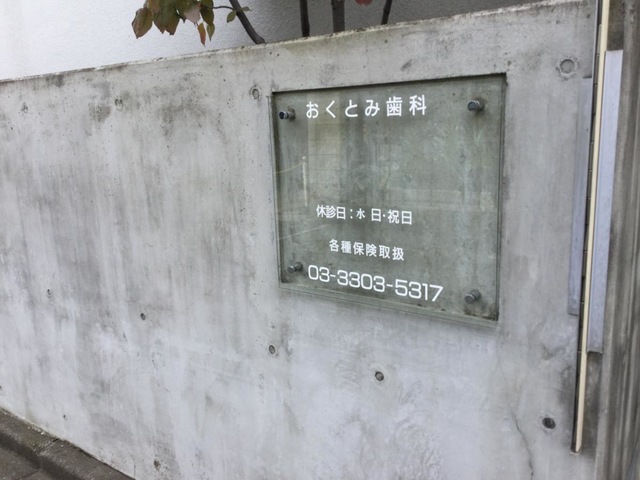 おくとみ歯科
休診日:水 日・祝日
各種保険取扱
03-3303-5317